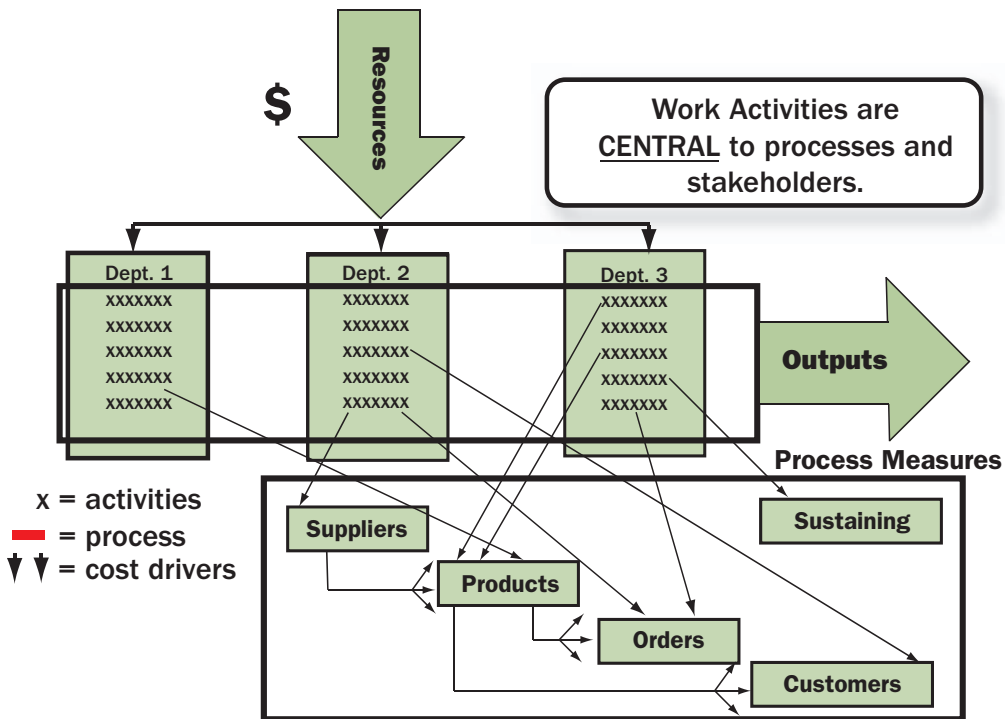 Resources
$
Work Activities are
CENTRAL to processes and
stakeholders.
Dept. 1
xxxxxxx
xxxxxxx
xxxxxxx
xxxxxxx
xxxxxxx
Dept. 2
xxxxxxx
xxxxxxx
xxxxxxx
xxxxxxx
xxxxxxx
Dept. 3
xxxxxxx
xxxxxxx
xxxxxxx
xxxxxxx
xxxxxxx
Outputs
Process Measures
x = activities
= process
= cost drivers
Suppliers
Sustaining
Products
Orders
Customers